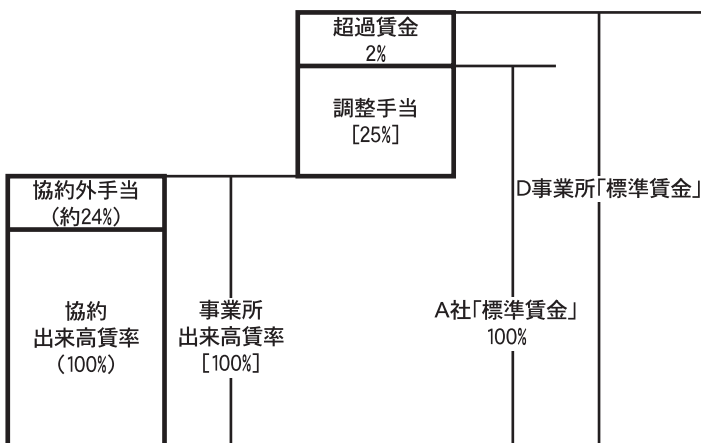 超過賃金
2%
調整手当
[25%]
協約外手当
(約24%)
D事業所「標準賃金」
協約
出来高賃率
(100%)
事業所
出来高賃率
[100%]
A社「標準賃金」
100%